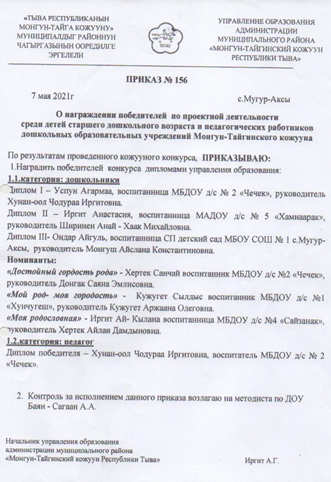 «ТЫВА РЕСПУБЛИКАНЫН
МОНГУН-ТАЙГА КОЖУУНУ»
МУНИЦИПАЛДЫГ РАЙОННУН
ЧАГЫРГАЗЫНЫН ӨӨРЕДИЛГЕ
ЭРГЕЛЕЛИ
УПРАВЛЕНИЕ ОБРАЗОВАНИЯ
АДМИНИСТРАЦИИ
МУНИЦИПАЛЬНОГО РАЙОНА
«МОНГУН-ТАЙГИНСКИЙ КОЖУУН
РЕСПУБЛИКИ ТЫВА»
ПРИКАЗ № 156
7 мая 2021г
с.Мугур-Аксы
О награждении победителей по проектной деятельности
среди детей старшего дошкольного возраста и педагогических работников
дошкольных образовательных учреждений Монгун-Тайгинского кожууна
По результатам проведенного кожуунного конкурса, ПРИКАЗЫВАЮ:
1.Наградить победителей конкурса дипломами управления образования:
1.1.категория: дошкольники
Диплом I – Успун Агармаа, воспитанница МБДОУ д/с № 2 «Чечек», руководитель
Хунан-оол Чодураа Иргитовна.
Диплом II – Иргит Анастасия, воспитанница МАДОУ д/с № 5 «Хамнаарак»,
руководитель Ширинен Анай - Хаак Михайловна.
Диплом III- Ондар Айгуль, воспитанница СП детский сад МБОУ СОШ № 1 с.Мугур-
Аксы, руководитель Монгуш Айслана Константиновна.
Номинанты:
«Достойный гордость рода» - Хертек Санчай воспитанник МБДОУ д/с №2 «Чечек»,
руководитель Донгак Саяна Эмлисовна.
«Мой род- моя городость» - Кужугет Сылдыс воспитанник МБДОУ д/с №1
«Хунчугеш», руководитель Кужугет Аржаана Олеговна.
«Моя родословная» - Иргит Ай- Кылана воспитанница МБДОУ д/с №4 «Сайзанак»,
руководитель Хертек Айлан Дамдыновна.
1.2.категория: педагог
Диплом победителя – Хунан-оол Чодураа Иргитовна, воспитатель МБДОУ д/с № 2
«Чечек».
2. Контроль за исполнением данного приказа возлагаю на методиста по ДОУ
Баян - Сагаан А.А.
Начальник управления образования
администрации муниципального района
«Монгун-Тайгинский кожуун Республики Тыва»
Иргит А.Г.